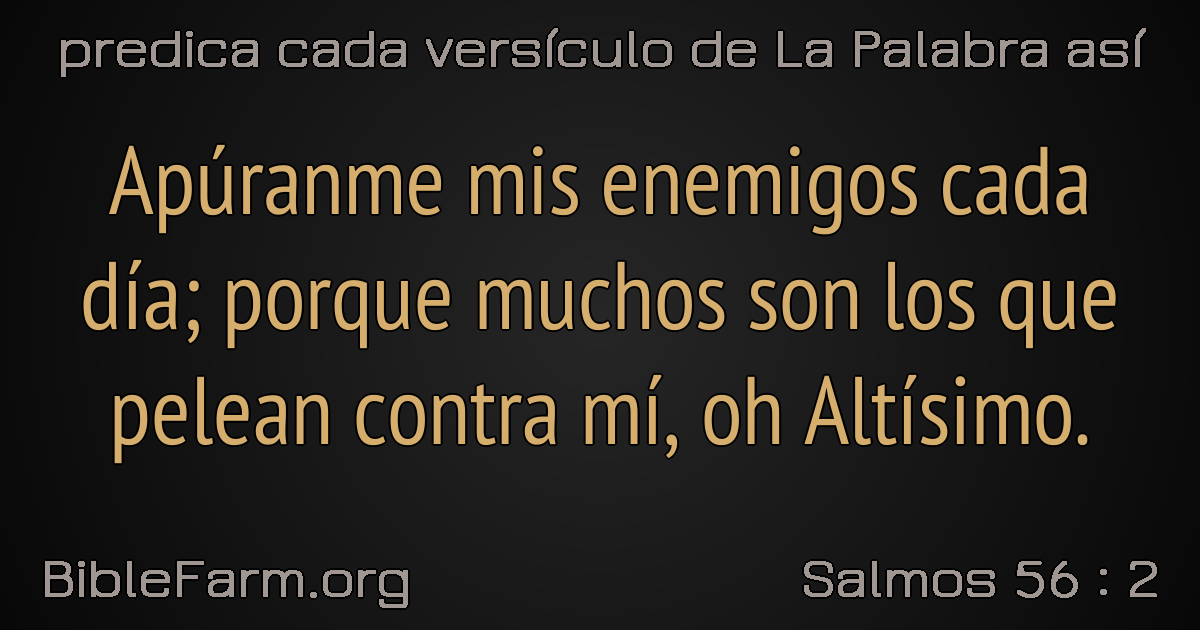 predica cada versículo de La Palabra así
Apúranme mis enemigos cada
día; porque muchos son los que
pelean contra mí, oh Altísimo.
BibleFarm.org
Salmos 56 : 2